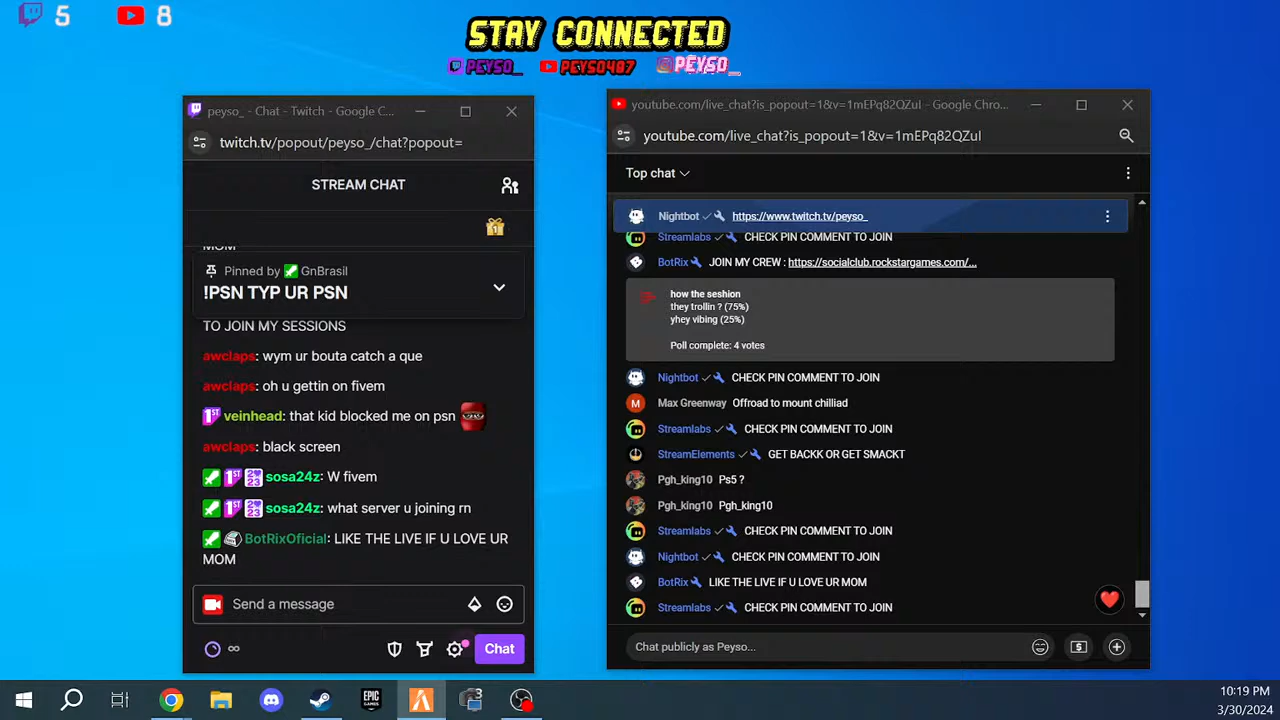 5
8
STAY CONNECTED
PEYSO_
PEYSO407
PEYSO_
peyso_ - Chat - Twitch - Google C...
twitch.tv/popout/peyso_/chat?popout=
STREAM CHAT
1
MOM
Pinned by GnBrasil
!PSN TYP UR PSN
TO JOIN MY SESSIONS
awclaps: wym ur bouta catch a que
awclaps: oh u gettin on fivem
1ST veinhead: that kid blocked me on psn
awclaps: black screen
1ST sosa24z: W fivem
1ST sosa24z: what server u joining rn
BotRixOficial: LIKE THE LIVE IF U LOVE UR
MOM
Send a message
∞
Chat
youtube.com/live_chat?is_popout=1&v=1mEPq82QZuI - Google Chro...
youtube.com/live_chat?is_popout=1&v=1mEPq82QZuI
Top chat
Nightbot https://www.twitch.tv/peyso_
Streamlabs CHECK PIN COMMENT TO JOIN
BotRix JOIN MY CREW : https://socialclub.rockstargames.com/...
how the seshion
they trollin ? (75%)
yhey vibing (25%)
Poll complete: 4 votes
Nightbot CHECK PIN COMMENT TO JOIN
M Max Greenway Offroad to mount chilliad
Streamlabs CHECK PIN COMMENT TO JOIN
StreamElements GET BACKK OR GET SMACKT
Pgh_king10 Ps5 ?
Pgh_king10 Pgh_king10
Streamlabs CHECK PIN COMMENT TO JOIN
Nightbot CHECK PIN COMMENT TO JOIN
BotRix LIKE THE LIVE IF U LOVE UR MOM
Streamlabs CHECK PIN COMMENT TO JOIN
Chat publicly as Peyso...
EPIC GAMES
10:19 PM
3/30/2024